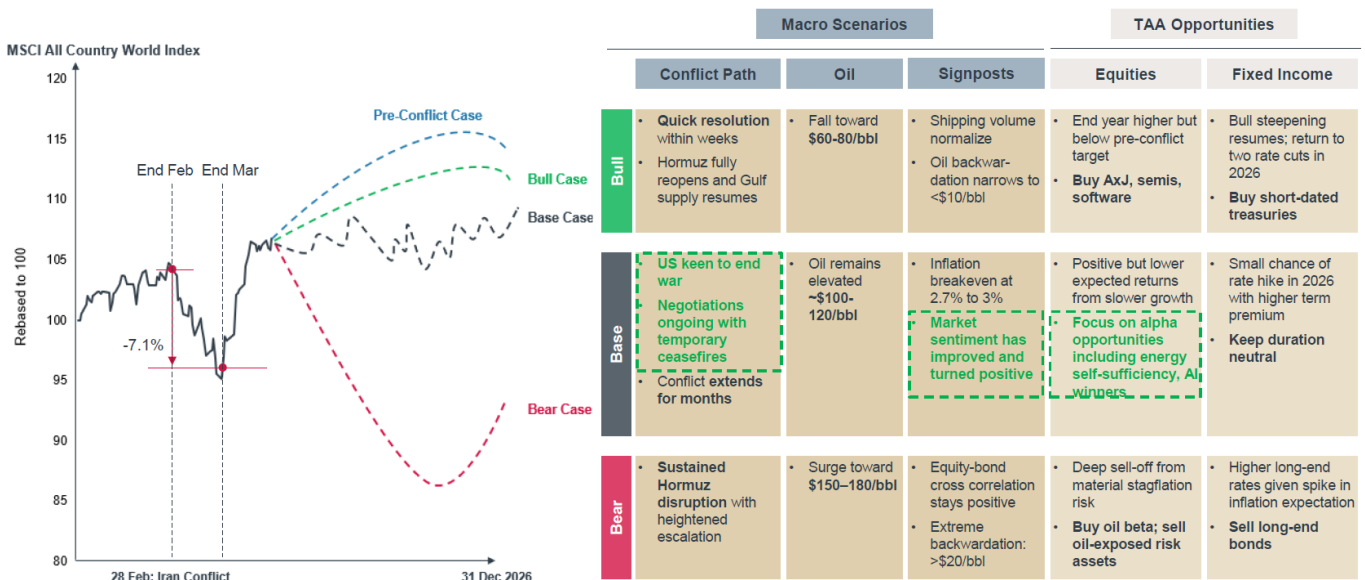 Macro Scenarios
TAA Opportunities
MSCI All Country World Index
Conflict Path
Oil
Signposts
Equities
Fixed Income
120
115
110
105
100
95
90
85
80
Rebased to 100
Pre-Conflict Case
End Feb
End Mar
Bull Case
Base Case
-7.1%
Bear Case
28 Feb: Iran Conflict
31 Dec 2026
Bull
• Quick resolution
within weeks
• Hormuz fully
reopens and Gulf
supply resumes
• Fall toward
$60-80/bbl
• Shipping volume
normalize
• Oil backwar-
dation narrows to
<$10/bbl
• End year higher but
below pre-conflict
target
• Buy AxJ, semis,
software
• Bull steepening
resumes; return to
two rate cuts in
2026
• Buy short-dated
treasuries
Base
• US keen to end
war
• Negotiations
ongoing with
temporary
ceasefires
• Conflict extends
for months
• Oil remains
elevated
~$100-
120/bbl
• Inflation
breakeven at
2.7% to 3%
• Market
sentiment has
improved and
turned positive
• Positive but lower
expected returns
from slower growth
• Focus on alpha
opportunities
including energy
self-sufficiency, AI
winners
• Small chance of
rate hike in 2026
with higher term
premium
• Keep duration
neutral
Bear
• Sustained
Hormuz
disruption with
heightened
escalation
• Surge toward
$150–180/bbl
• Equity-bond
cross correlation
stays positive
• Extreme
backwardation:
>$20/bbl
• Deep sell-off from
material stagflation
risk
• Buy oil beta; sell
oil-exposed risk
assets
• Higher long-end
rates given spike in
inflation expectation
• Sell long-end
bonds